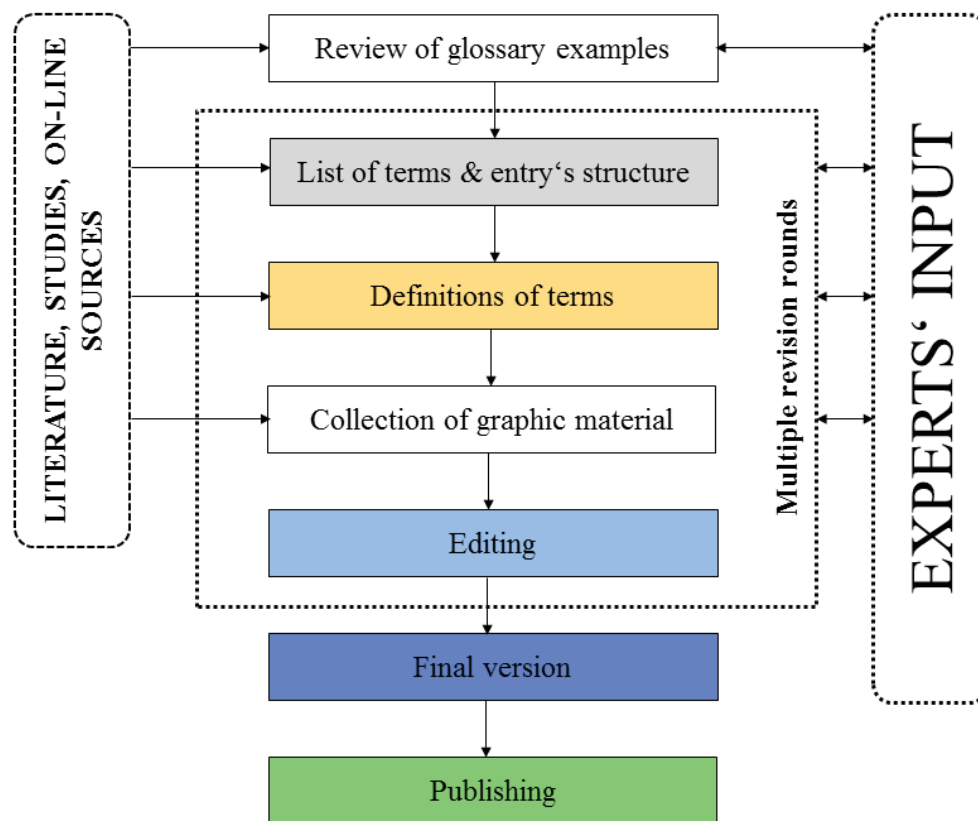 LITERATURE, STUDIES, ON-LINE
SOURCES
Review of glossary examples
List of terms & entry‘s structure
Definitions of terms
Collection of graphic material
Editing
Multiple revision rounds
EXPERTS‘ INPUT
Final version
Publishing